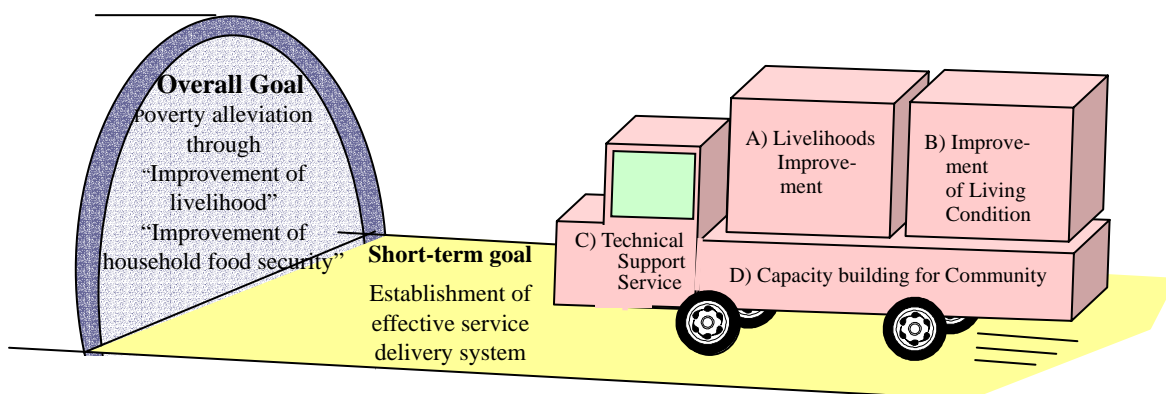 Overall Goal
Poverty alleviation
through
“Improvement of
livelihood”
“Improvement of
household food security”
Short-term goal
Establishment of
effective service
delivery system
A) Livelihoods
Improve-
ment
B) Improve-
ment
of Living
Condition
C) Technical
Support
Service
D) Capacity building for Community